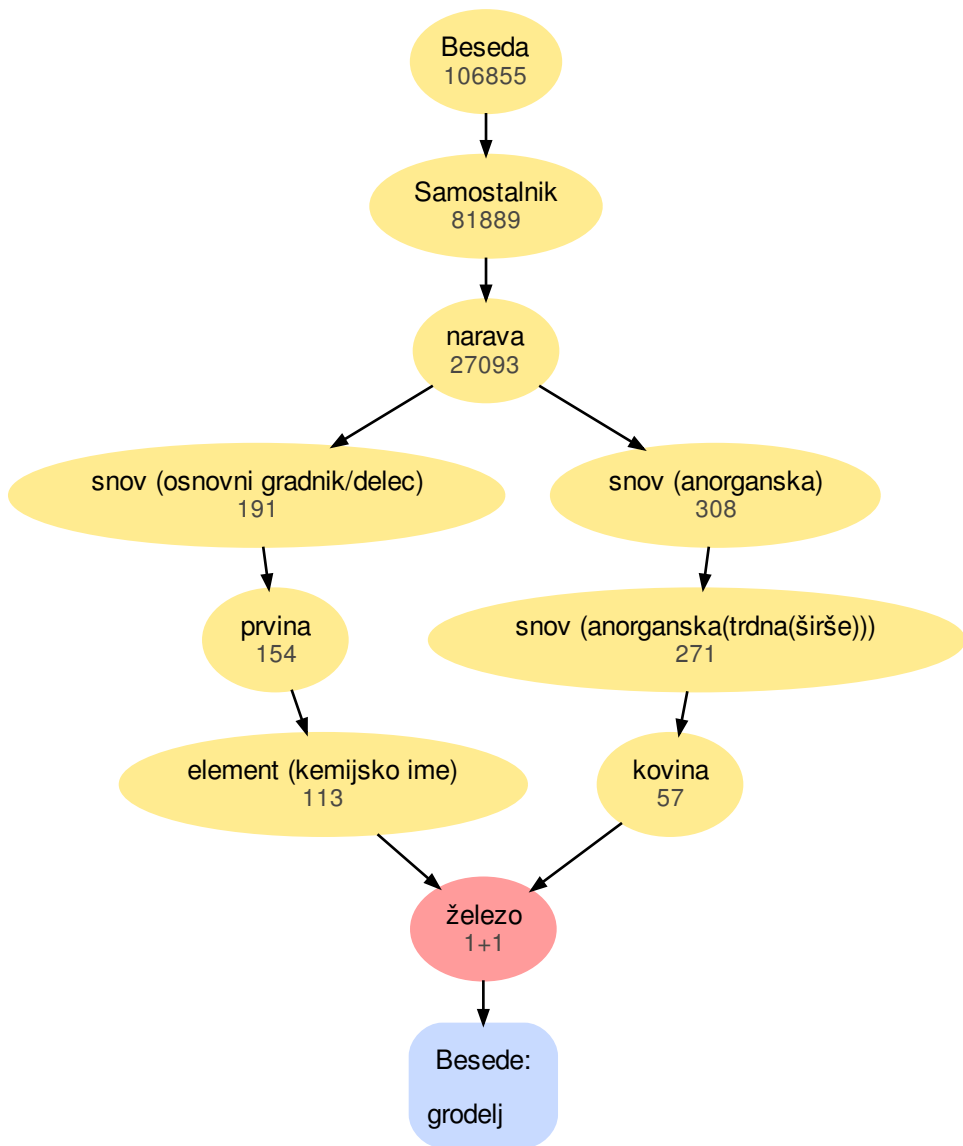 Beseda
106855
Samostalnik
81889
narava
27093
snov (osnovni gradnik/delec)
191
snov (anorganska)
308
prvina
154
snov (anorganska(trdna(širše)))
271
element (kemijsko ime)
113
kovina
57
železo
1+1
Besede:
grodelj